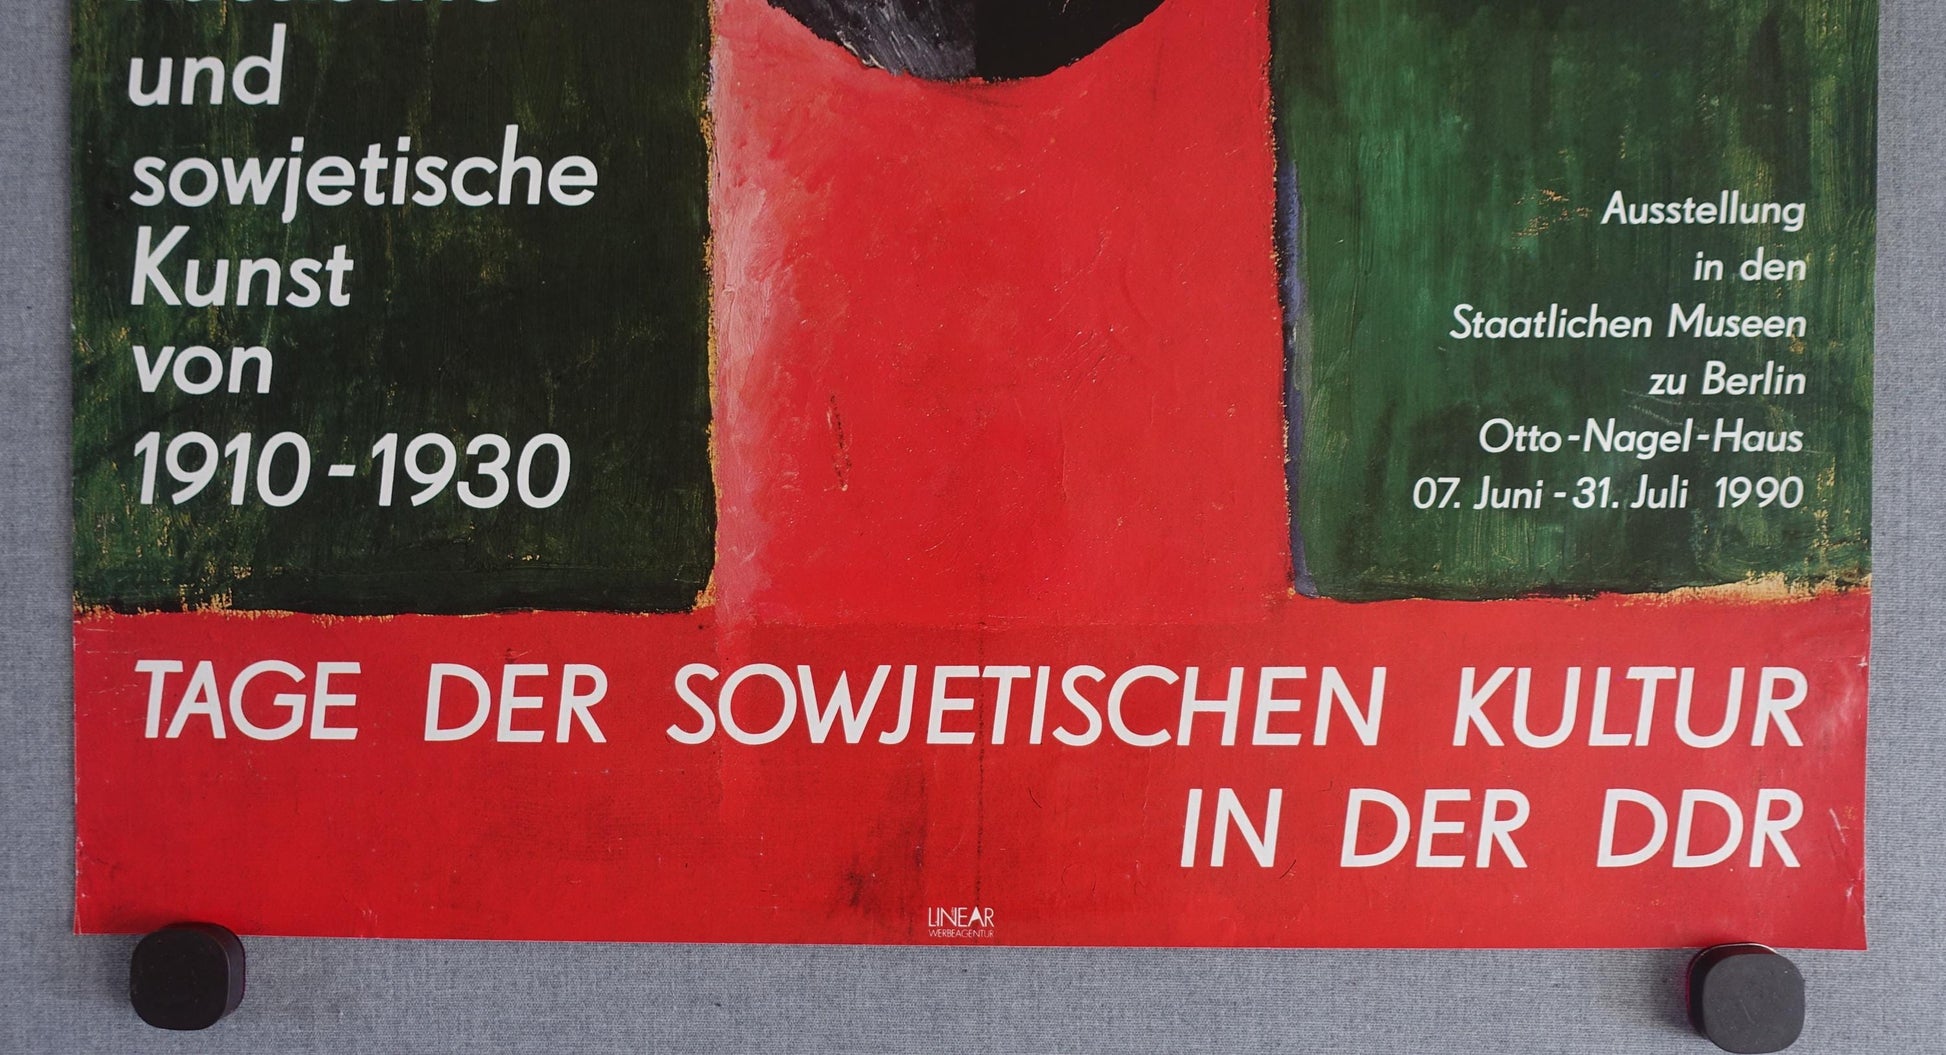 und
sowjetische
Kunst
von
1910-1930
Ausstellung
in den
Staatlichen Museen
zu Berlin
Otto-Nagel-Haus
07. Juni - 31. Juli 1990
TAGE DER SOWJETISCHEN KULTUR
IN DER DDR
LINEAR
WERBEAGENTUR